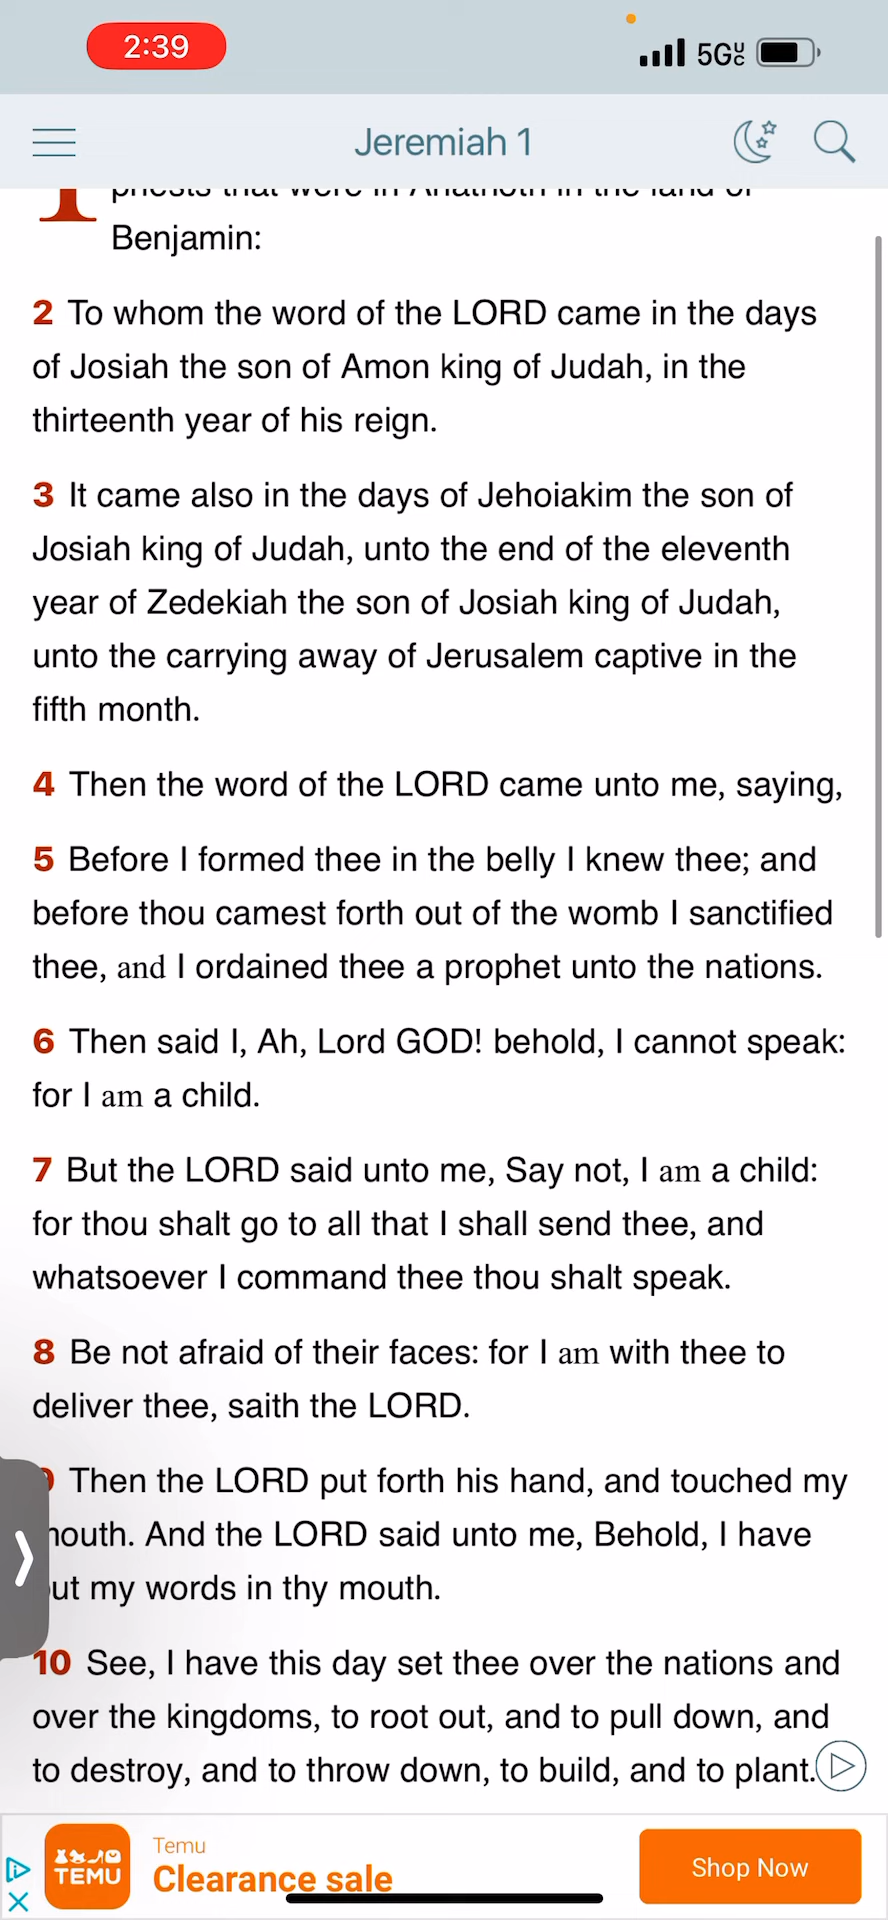 2:39
5G UC
Jeremiah 1
priests that were in Anathoth in the land of
Benjamin:
2 To whom the word of the LORD came in the days
of Josiah the son of Amon king of Judah, in the
thirteenth year of his reign.
3 It came also in the days of Jehoiakim the son of
Josiah king of Judah, unto the end of the eleventh
year of Zedekiah the son of Josiah king of Judah,
unto the carrying away of Jerusalem captive in the
fifth month.
4 Then the word of the LORD came unto me, saying,
5 Before I formed thee in the belly I knew thee; and
before thou camest forth out of the womb I sanctified
thee, and I ordained thee a prophet unto the nations.
6 Then said I, Ah, Lord GOD! behold, I cannot speak:
for I am a child.
7 But the LORD said unto me, Say not, I am a child:
for thou shalt go to all that I shall send thee, and
whatsoever I command thee thou shalt speak.
8 Be not afraid of their faces: for I am with thee to
deliver thee, saith the LORD.
Then the LORD put forth his hand, and touched my
mouth. And the LORD said unto me, Behold, I have
ut my words in thy mouth.
10 See, I have this day set thee over the nations and
over the kingdoms, to root out, and to pull down, and
to destroy, and to throw down, to build, and to plant.
TEMU
Temu
Clearance sale
Shop Now